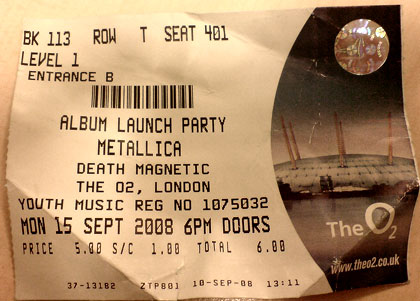 BK 113 ROW T SEAT 401
LEVEL 1
ENTRANCE B
ALBUM LAUNCH PARTY
METALLICA
DEATH MAGNETIC
THE O2, LONDON
YOUTH MUSIC REG NO 1075032
MON 15 SEPT 2008 6PM DOORS
PRICE 5.00 S/C 1.00 TOTAL 6.00
37-13182 ZTP801 10-SEP-08 13:11
The O2
www.theo2.co.uk